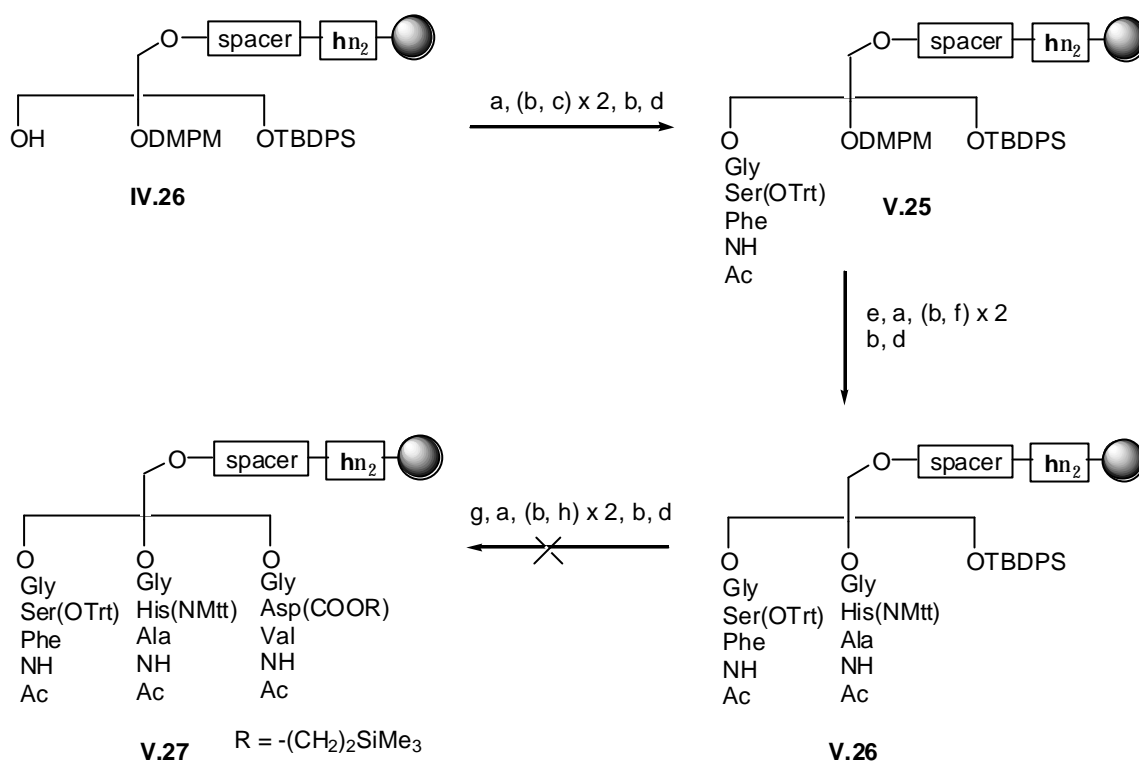 O spacer hn₂
OH ODMPM OTBDPS
IV.26
a, (b, c) x 2, b, d
O spacer hn₂
O ODMPM OTBDPS
Gly
Ser(OTrt)
Phe
NH
Ac
V.25
e, a, (b, f) x 2
b, d
O spacer hn₂
O O OTBDPS
Gly Gly
Ser(OTrt) His(NMtt)
Phe Ala
NH NH
Ac Ac
V.26
g, a, (b, h) x 2, b, d
O spacer hn₂
O O O
Gly Gly Gly
Ser(OTrt) His(NMtt) Asp(COOR)
Phe Ala Val
NH NH NH
Ac Ac Ac
V.27 R = -(CH₂)₂SiMe₃